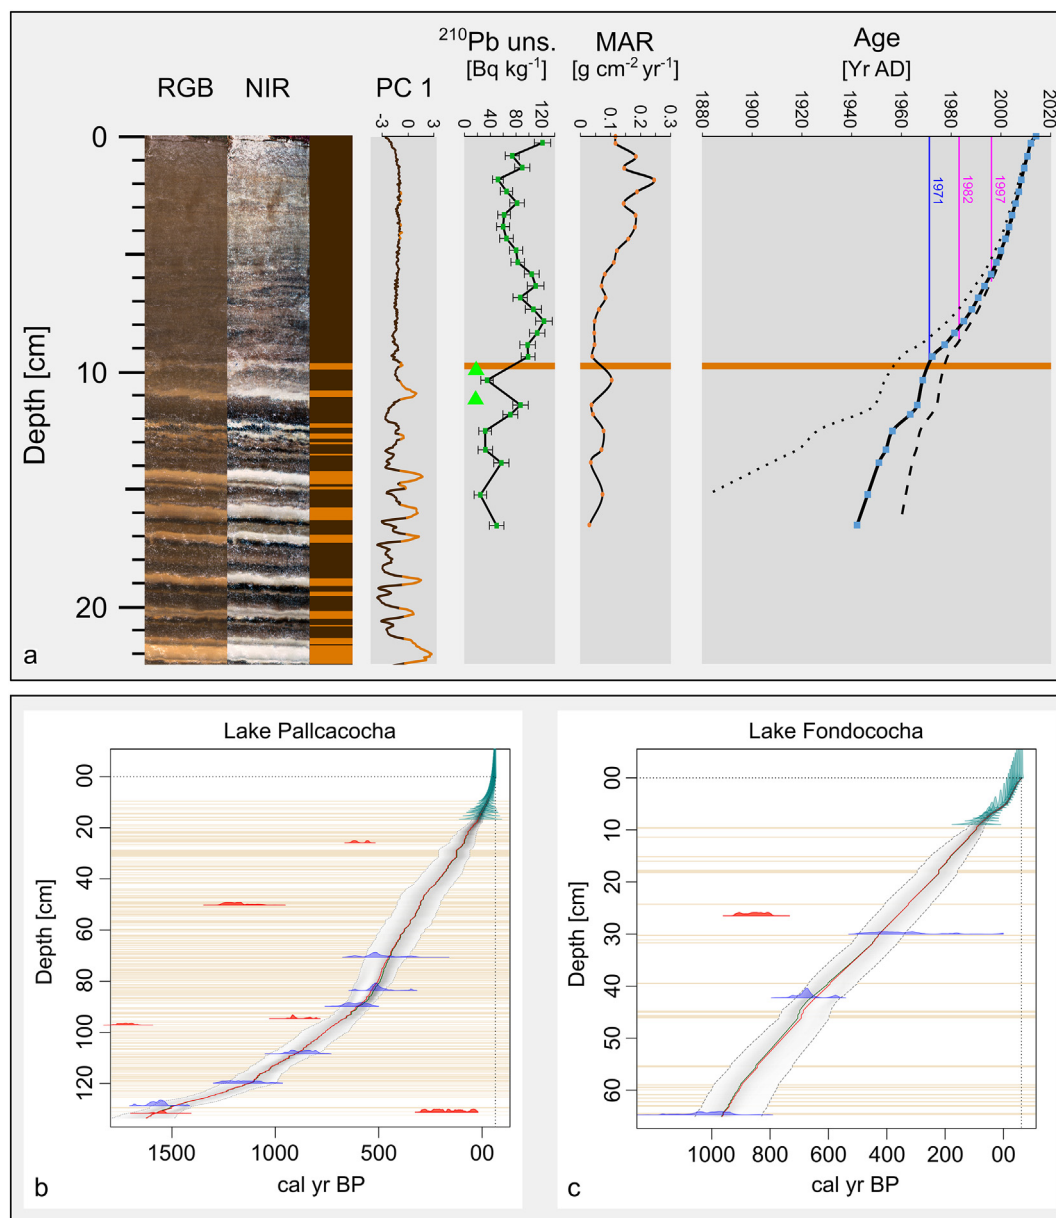 RGB
NIR
PC 1
²¹⁰Pb uns.
[Bq kg⁻¹]
MAR
[g cm⁻² yr⁻¹]
Age
[Yr AD]
-3
0
3
0
40
80
120
0
0.1
0.2
0.3
1880
1900
1920
1940
1960
1980
2000
2020
Depth [cm]
0
10
20
1971
1982
1997
a
Lake Pallcacocha
Depth [cm]
00
20
40
60
80
100
120
1500
1000
500
00
cal yr BP
b
Lake Fondococha
Depth [cm]
00
10
20
30
40
50
60
1000
800
600
400
200
00
cal yr BP
c